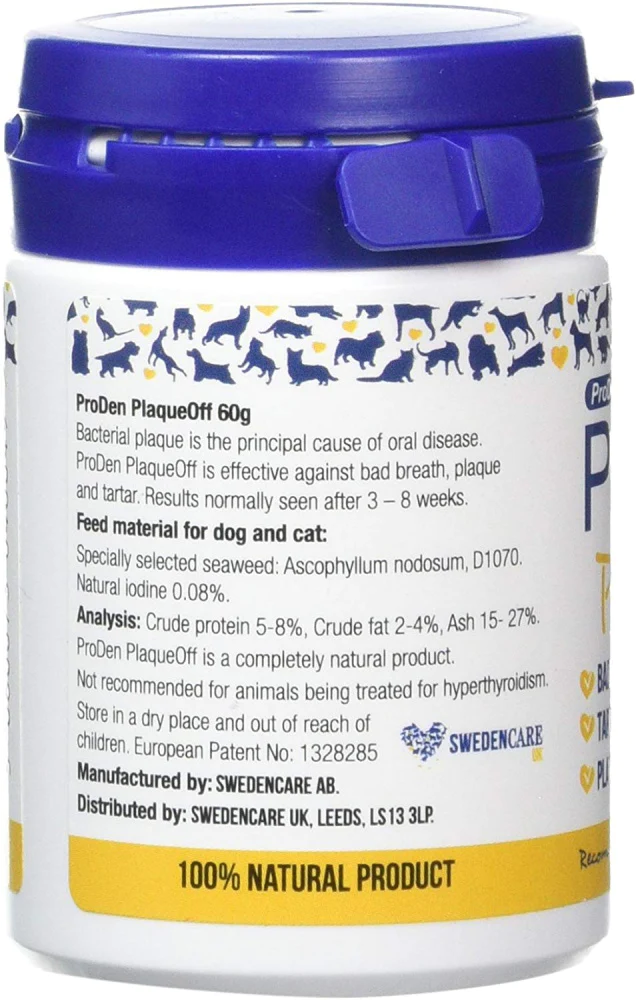 ProDen PlaqueOff 60g
Bacterial plaque is the principal cause of oral disease.
ProDen PlaqueOff is effective against bad breath, plaque
and tartar. Results normally seen after 3 – 8 weeks.
Feed material for dog and cat:
Specially selected seaweed: Ascophyllum nodosum, D1070.
Natural iodine 0.08%.
Analysis: Crude protein 5-8%, Crude fat 2-4%, Ash 15- 27%.
ProDen PlaqueOff is a completely natural product.
Not recommended for animals being treated for hyperthyroidism.
Store in a dry place and out of reach of
children. European Patent No: 1328285
SWEDENCARE
UK
Manufactured by: SWEDENCARE AB.
Distributed by: SWEDENCARE UK, LEEDS, LS13 3LP.
100% NATURAL PRODUCT